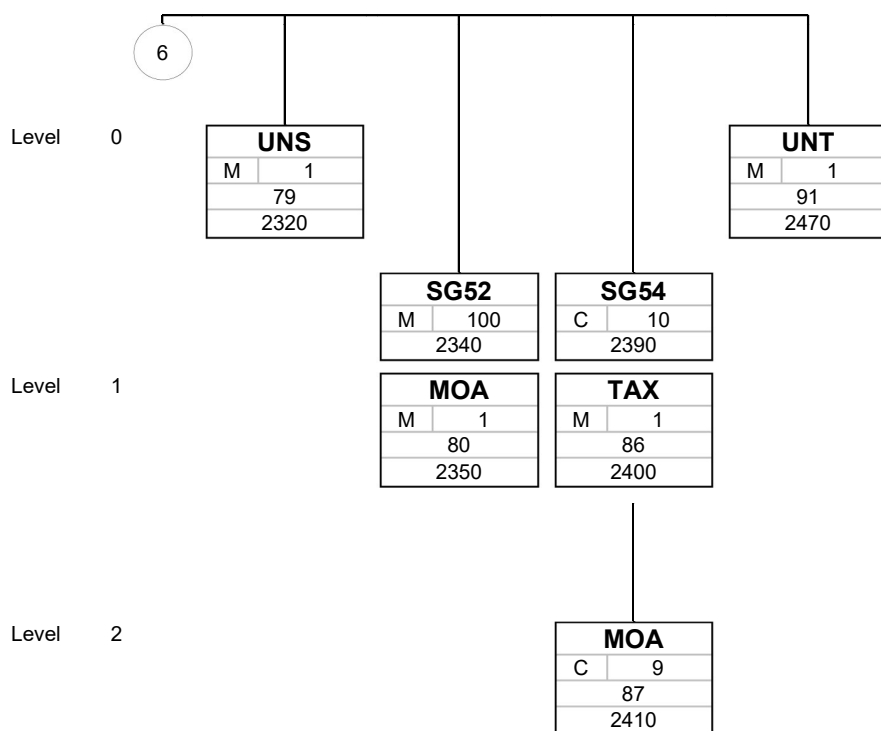 6
Level 0
UNS
M 1
79
2320
UNT
M 1
91
2470
SG52
M 100
2340
SG54
C 10
2390
Level 1
MOA
M 1
80
2350
TAX
M 1
86
2400
Level 2
MOA
C 9
87
2410